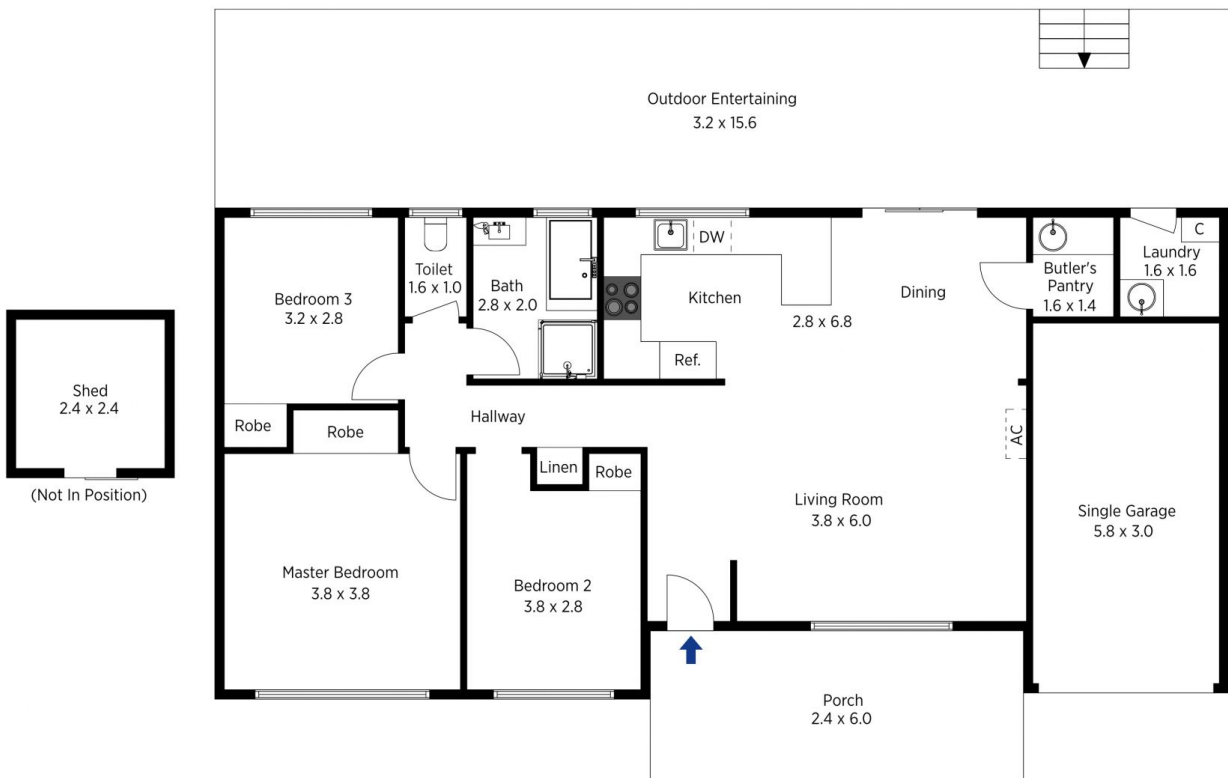 Outdoor Entertaining
3.2 x 15.6
Bedroom 3
3.2 x 2.8
Toilet
1.6 x 1.0
Bath
2.8 x 2.0
DW
Kitchen
Ref.
2.8 x 6.8
Dining
Butler's
Pantry
1.6 x 1.4
C
Laundry
1.6 x 1.6
Shed
2.4 x 2.4
(Not In Position)
Robe
Robe
Hallway
Linen
Robe
AC
Living Room
3.8 x 6.0
Single Garage
5.8 x 3.0
Master Bedroom
3.8 x 3.8
Bedroom 2
3.8 x 2.8
Porch
2.4 x 6.0